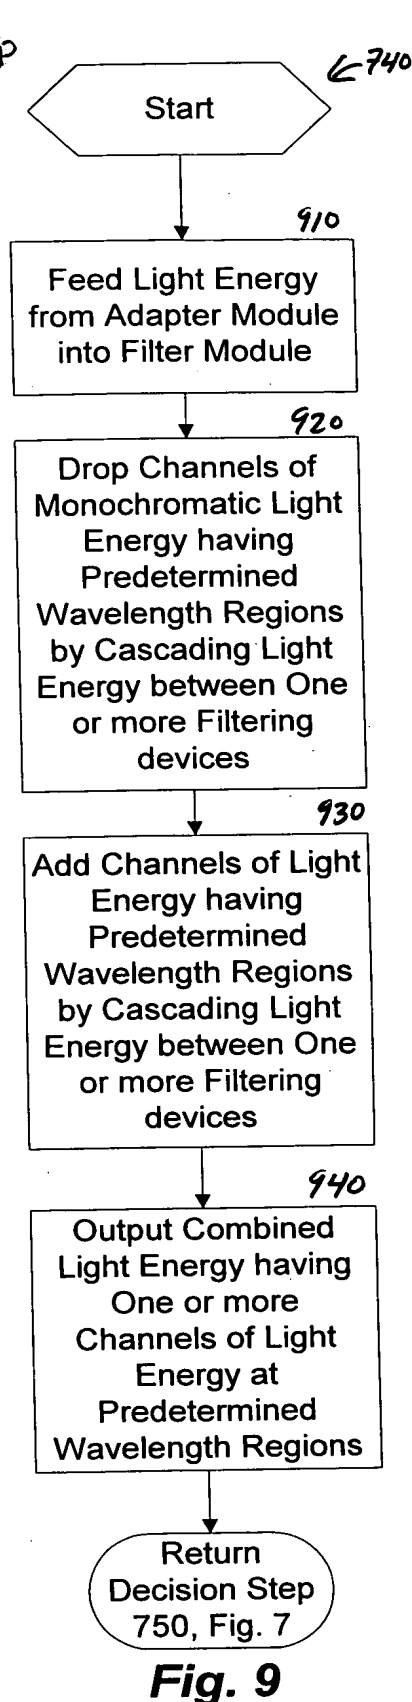 740
Start
910
Feed Light Energy
from Adapter Module
into Filter Module
920
Drop Channels of
Monochromatic Light
Energy having
Predetermined
Wavelength Regions
by Cascading Light
Energy between One
or more Filtering
devices
930
Add Channels of Light
Energy having
Predetermined
Wavelength Regions
by Cascading Light
Energy between One
or more Filtering
devices
940
Output Combined
Light Energy having
One or more
Channels of Light
Energy at
Predetermined
Wavelength Regions
Return
Decision Step
750, Fig. 7
Fig. 9